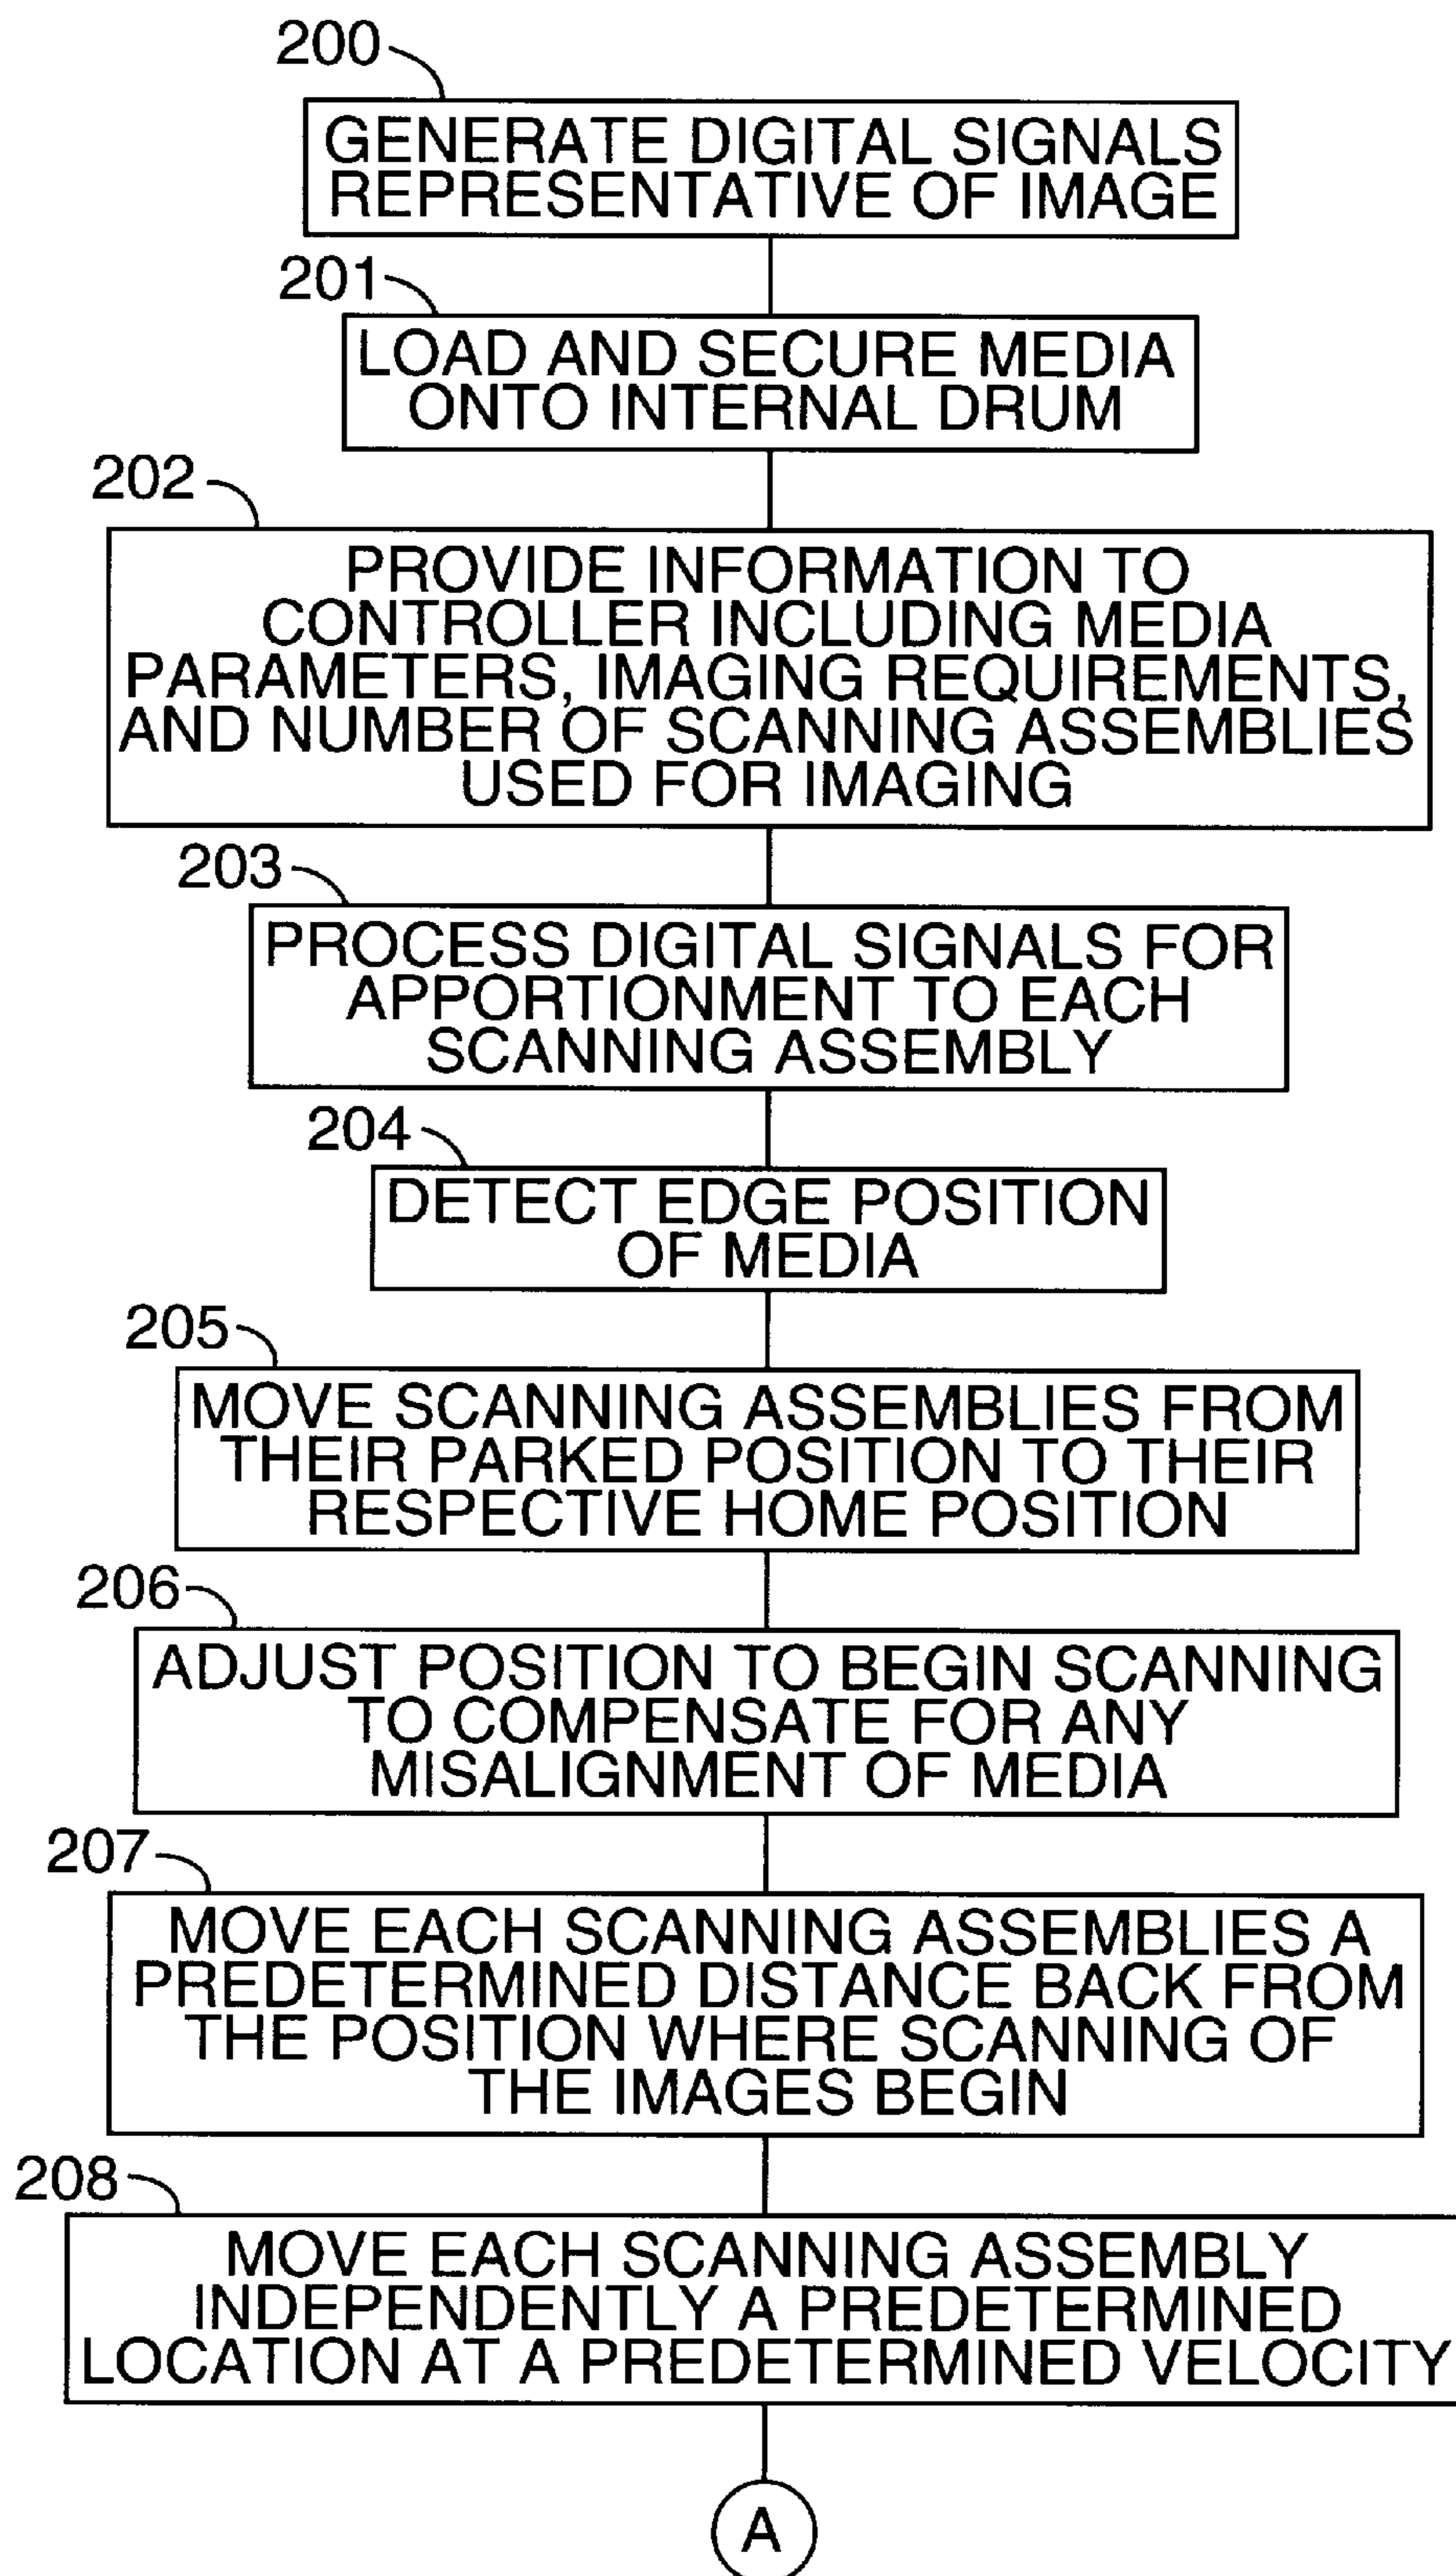 200
GENERATE DIGITAL SIGNALS
REPRESENTATIVE OF IMAGE
201
LOAD AND SECURE MEDIA
ONTO INTERNAL DRUM
202
PROVIDE INFORMATION TO
CONTROLLER INCLUDING MEDIA
PARAMETERS, IMAGING REQUIREMENTS,
AND NUMBER OF SCANNING ASSEMBLIES
USED FOR IMAGING
203
PROCESS DIGITAL SIGNALS FOR
APPORTIONMENT TO EACH
SCANNING ASSEMBLY
204
DETECT EDGE POSITION
OF MEDIA
205
MOVE SCANNING ASSEMBLIES FROM
THEIR PARKED POSITION TO THEIR
RESPECTIVE HOME POSITION
206
ADJUST POSITION TO BEGIN SCANNING
TO COMPENSATE FOR ANY
MISALIGNMENT OF MEDIA
207
MOVE EACH SCANNING ASSEMBLIES A
PREDETERMINED DISTANCE BACK FROM
THE POSITION WHERE SCANNING OF
THE IMAGES BEGIN
208
MOVE EACH SCANNING ASSEMBLY
INDEPENDENTLY A PREDETERMINED
LOCATION AT A PREDETERMINED VELOCITY
A